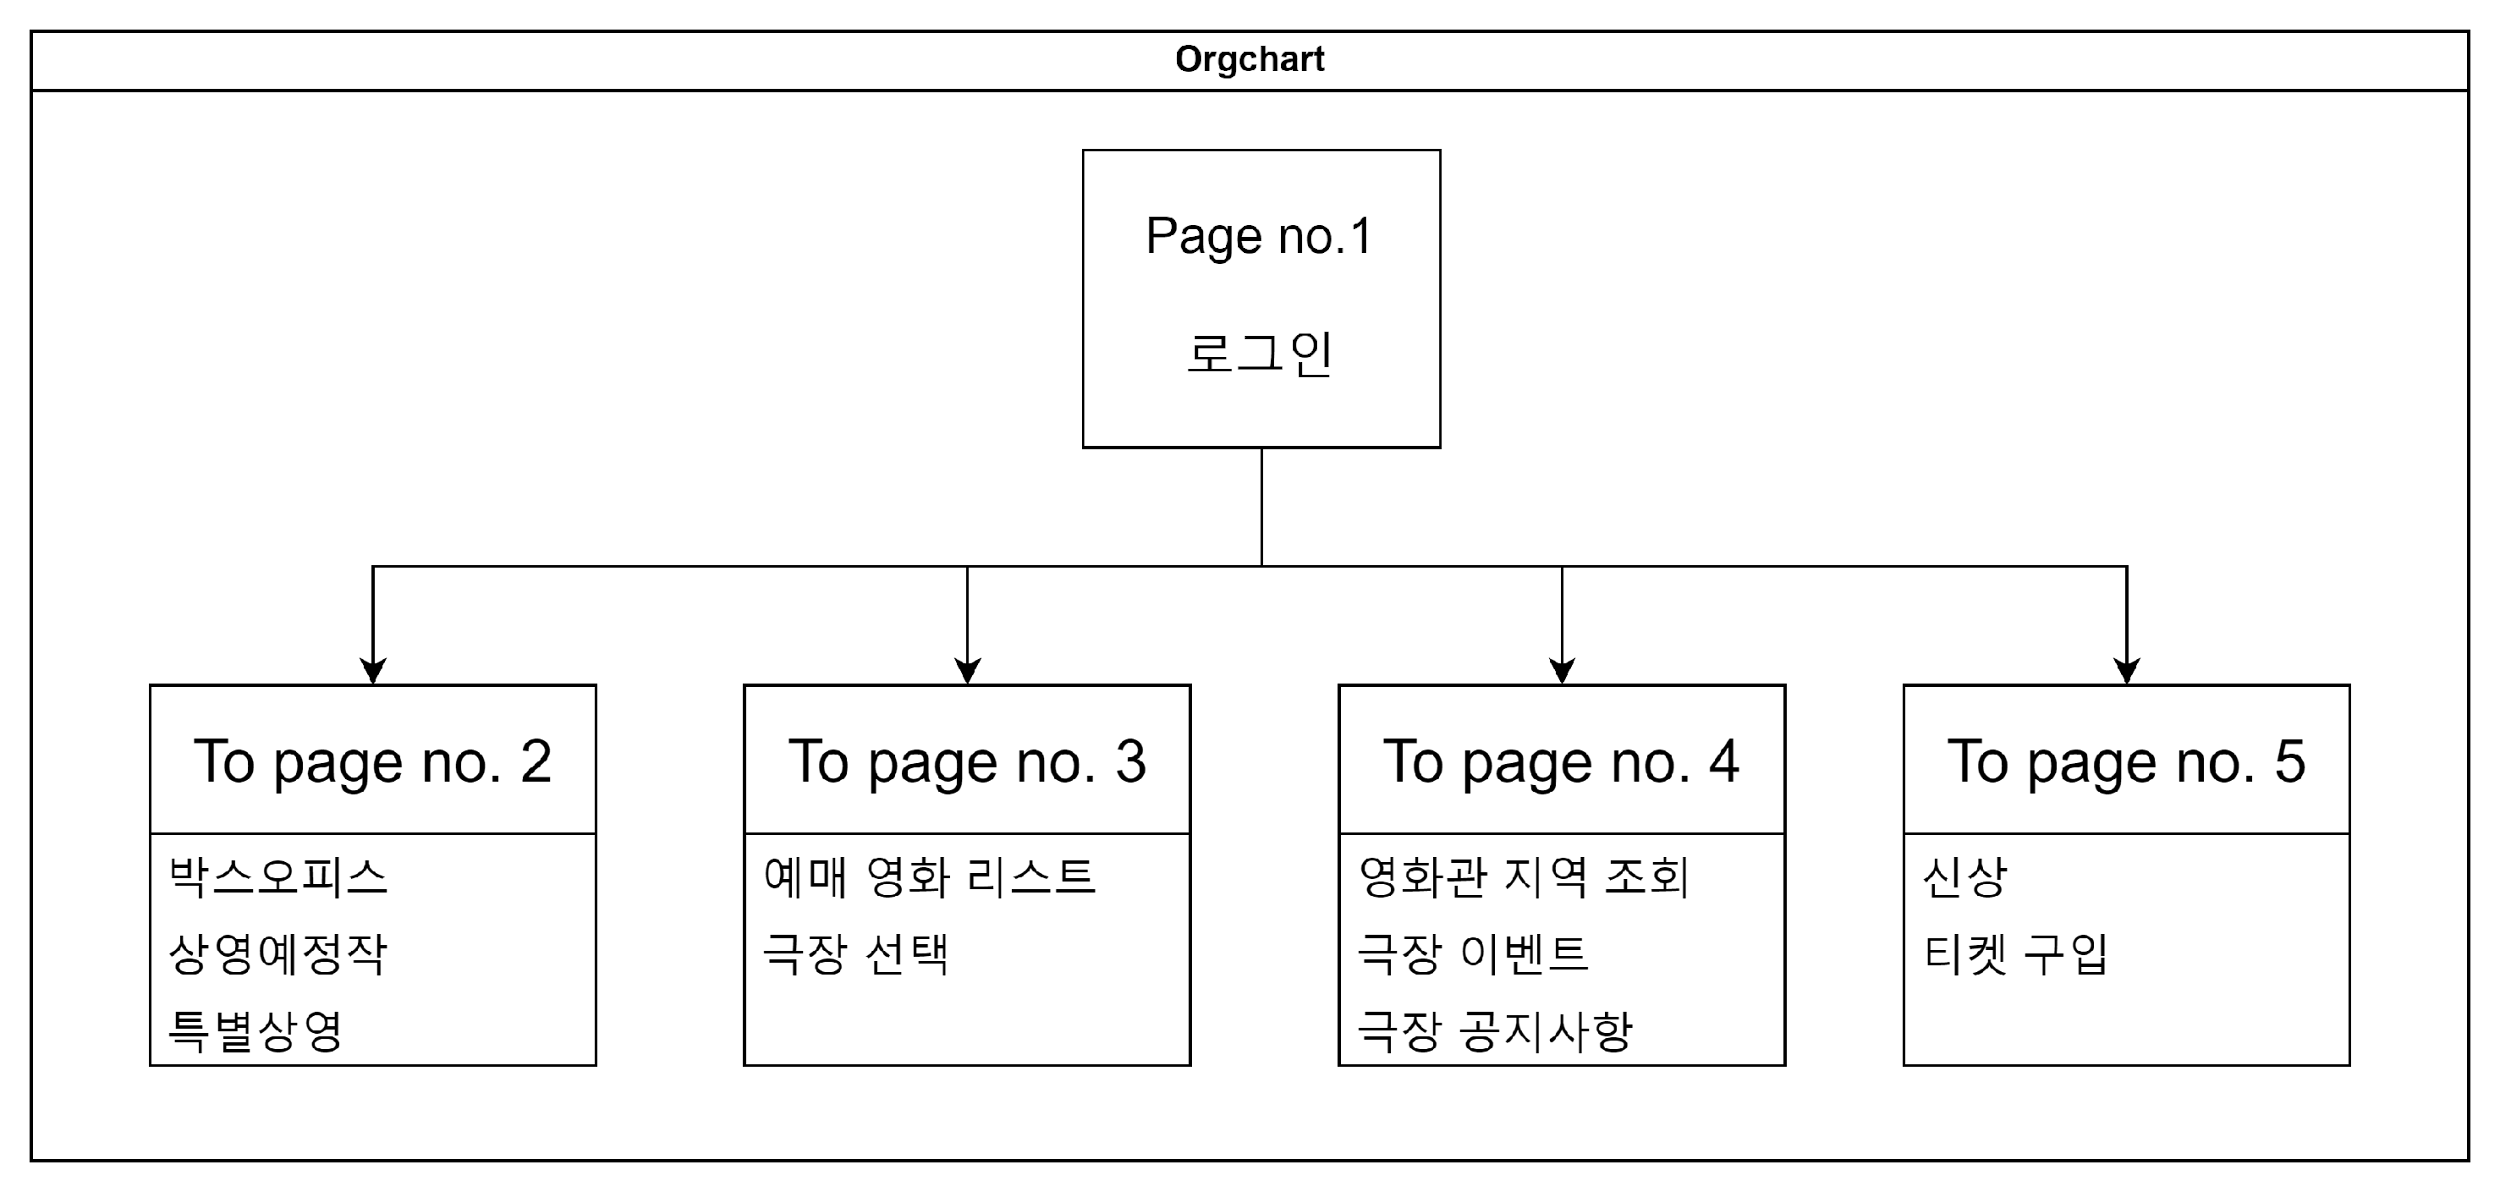 Orgchart
Page no.1
로그인
To page no. 2
박스오피스
상영예정작
특별상영
To page no. 3
예매 영화 리스트
극장 선택
To page no. 4
영화관 지역 조회
극장 이벤트
극장 공지사항
To page no. 5
신상
티켓 구입